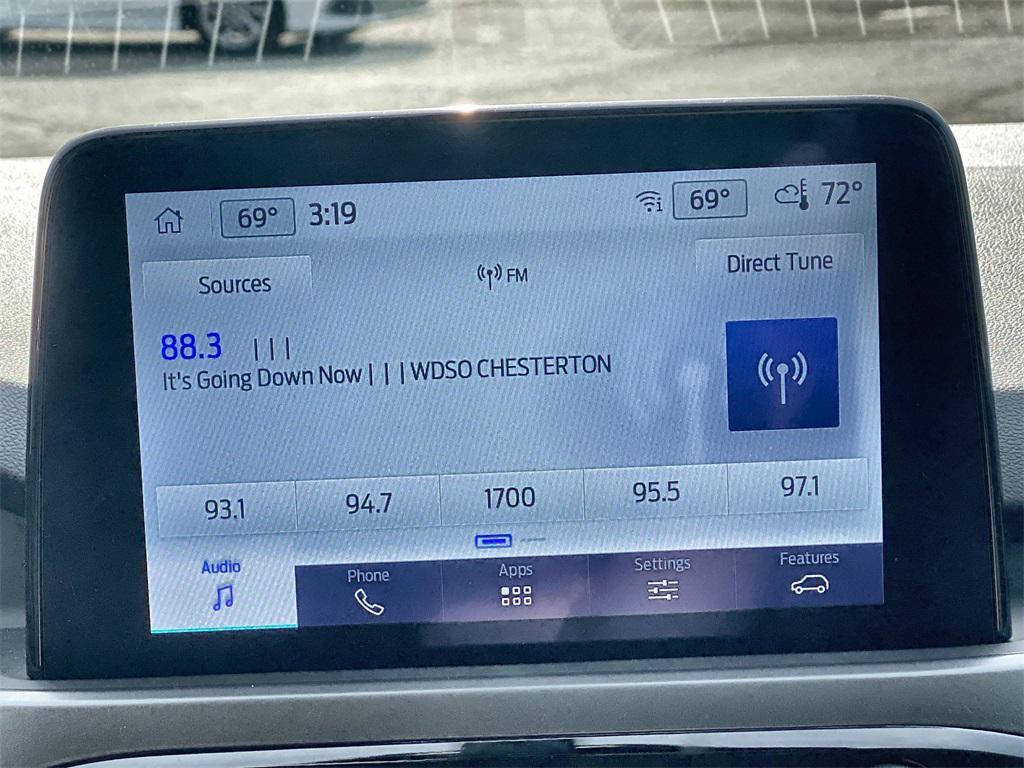 69° 3:19 69° 72°
Sources FM Direct Tune
88.3 | | |
It's Going Down Now | | | WDSO CHESTERTON
93.1 94.7 1700 95.5 97.1
Audio Phone Apps Settings Features